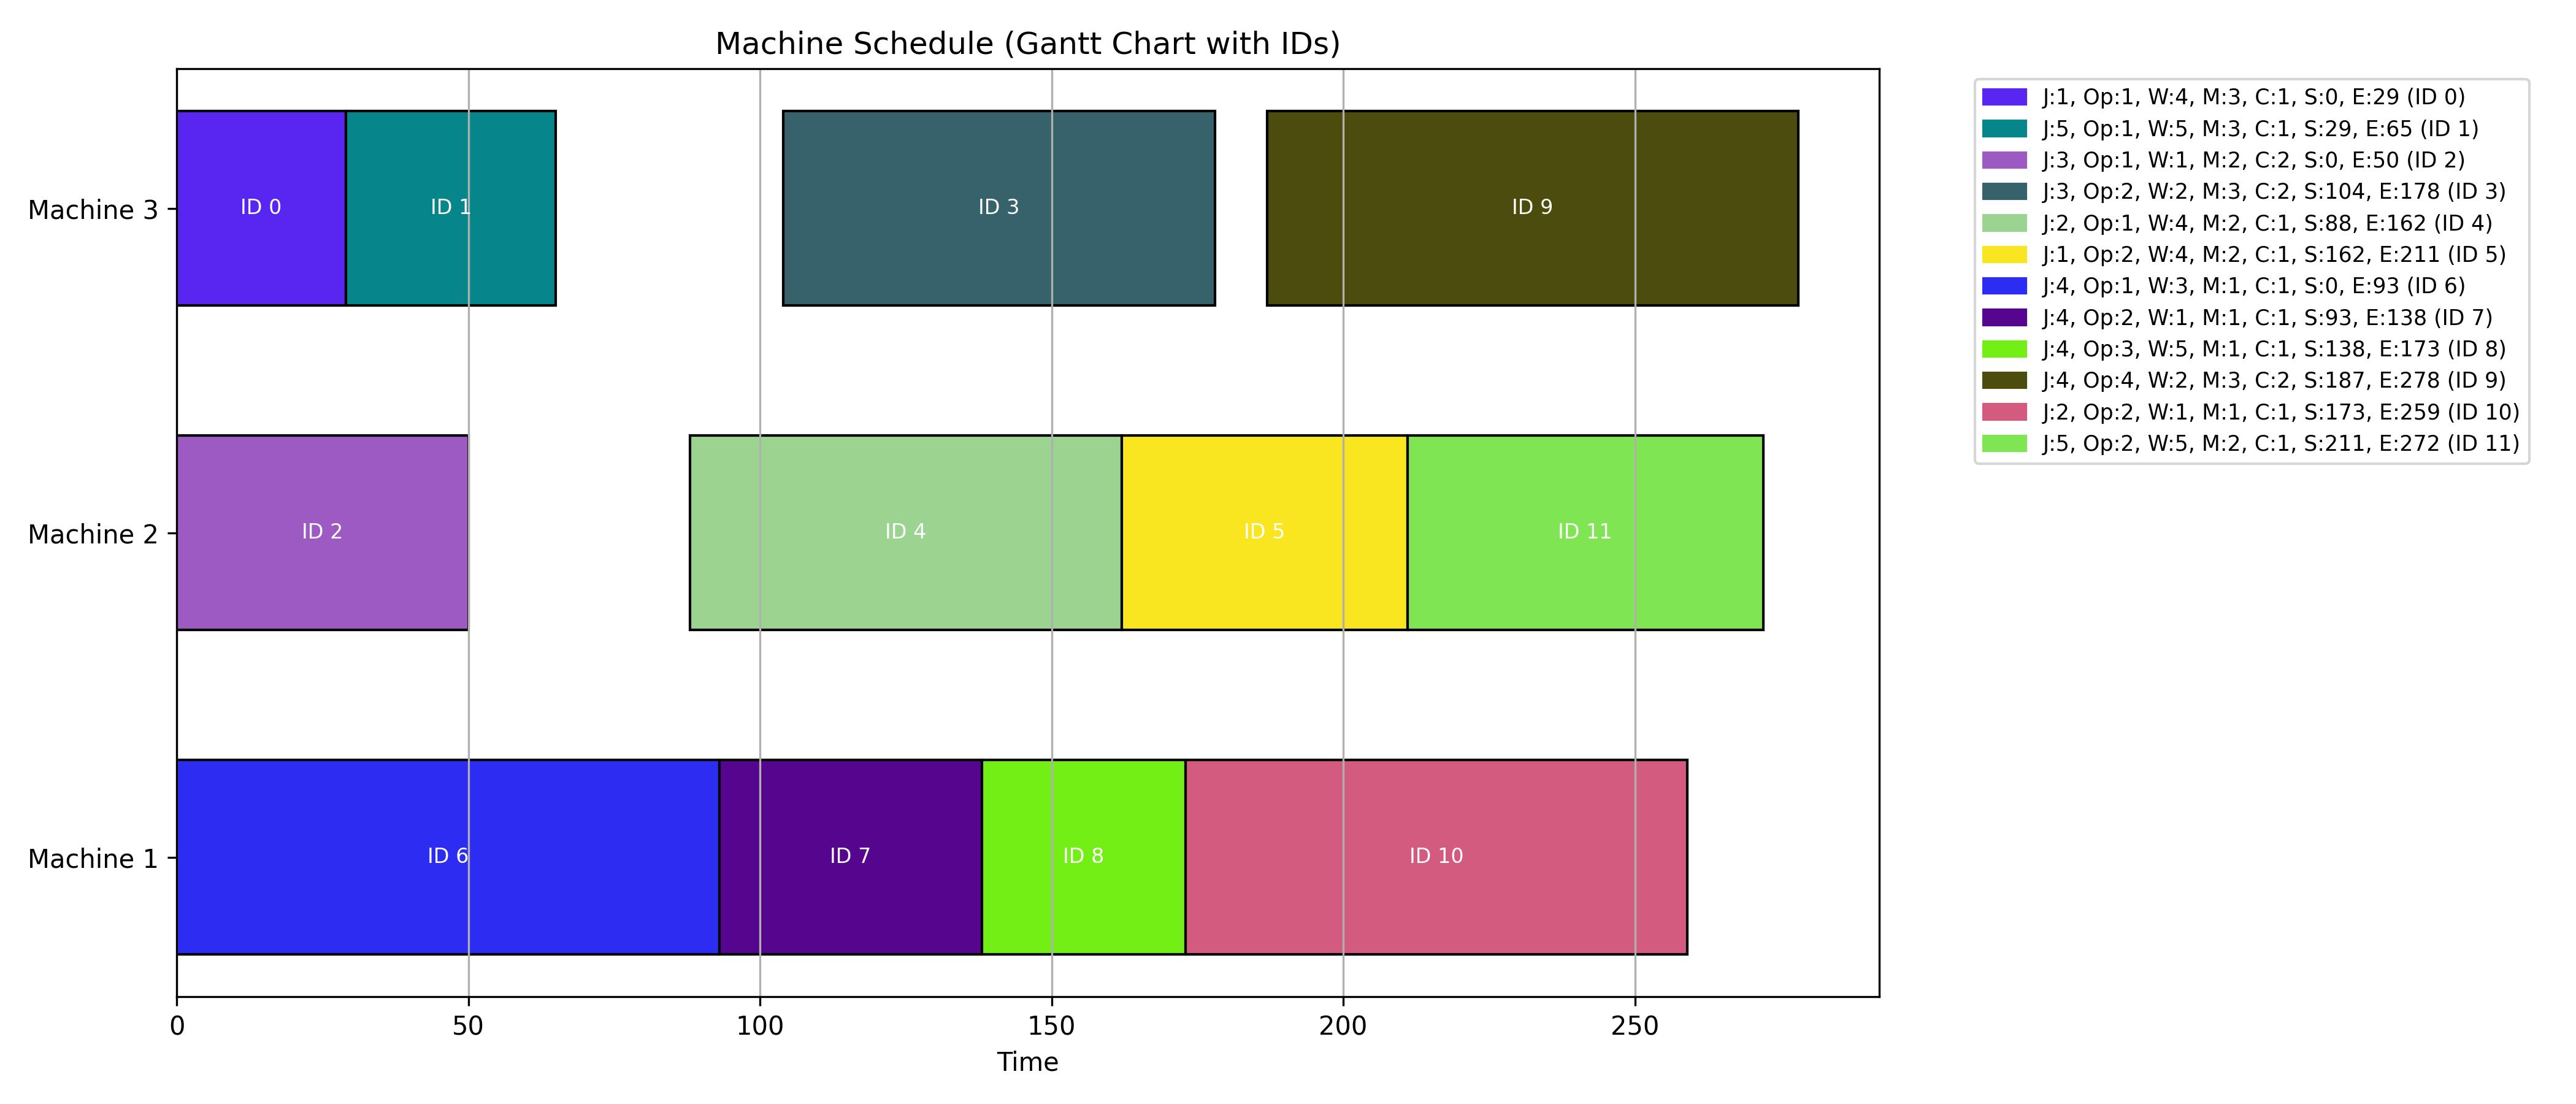 Machine Schedule (Gantt Chart with IDs)
Machine 3
ID 0
ID 1
ID 3
ID 9
Machine 2
ID 2
ID 4
ID 5
ID 11
Machine 1
ID 6
ID 7
ID 8
ID 10
0
50
100
150
200
250
Time
J:1, Op:1, W:4, M:3, C:1, S:0, E:29 (ID 0)
J:5, Op:1, W:5, M:3, C:1, S:29, E:65 (ID 1)
J:3, Op:1, W:1, M:2, C:2, S:0, E:50 (ID 2)
J:3, Op:2, W:2, M:3, C:2, S:104, E:178 (ID 3)
J:2, Op:1, W:4, M:2, C:1, S:88, E:162 (ID 4)
J:1, Op:2, W:4, M:2, C:1, S:162, E:211 (ID 5)
J:4, Op:1, W:3, M:1, C:1, S:0, E:93 (ID 6)
J:4, Op:2, W:1, M:1, C:1, S:93, E:138 (ID 7)
J:4, Op:3, W:5, M:1, C:1, S:138, E:173 (ID 8)
J:4, Op:4, W:2, M:3, C:2, S:187, E:278 (ID 9)
J:2, Op:2, W:1, M:1, C:1, S:173, E:259 (ID 10)
J:5, Op:2, W:5, M:2, C:1, S:211, E:272 (ID 11)